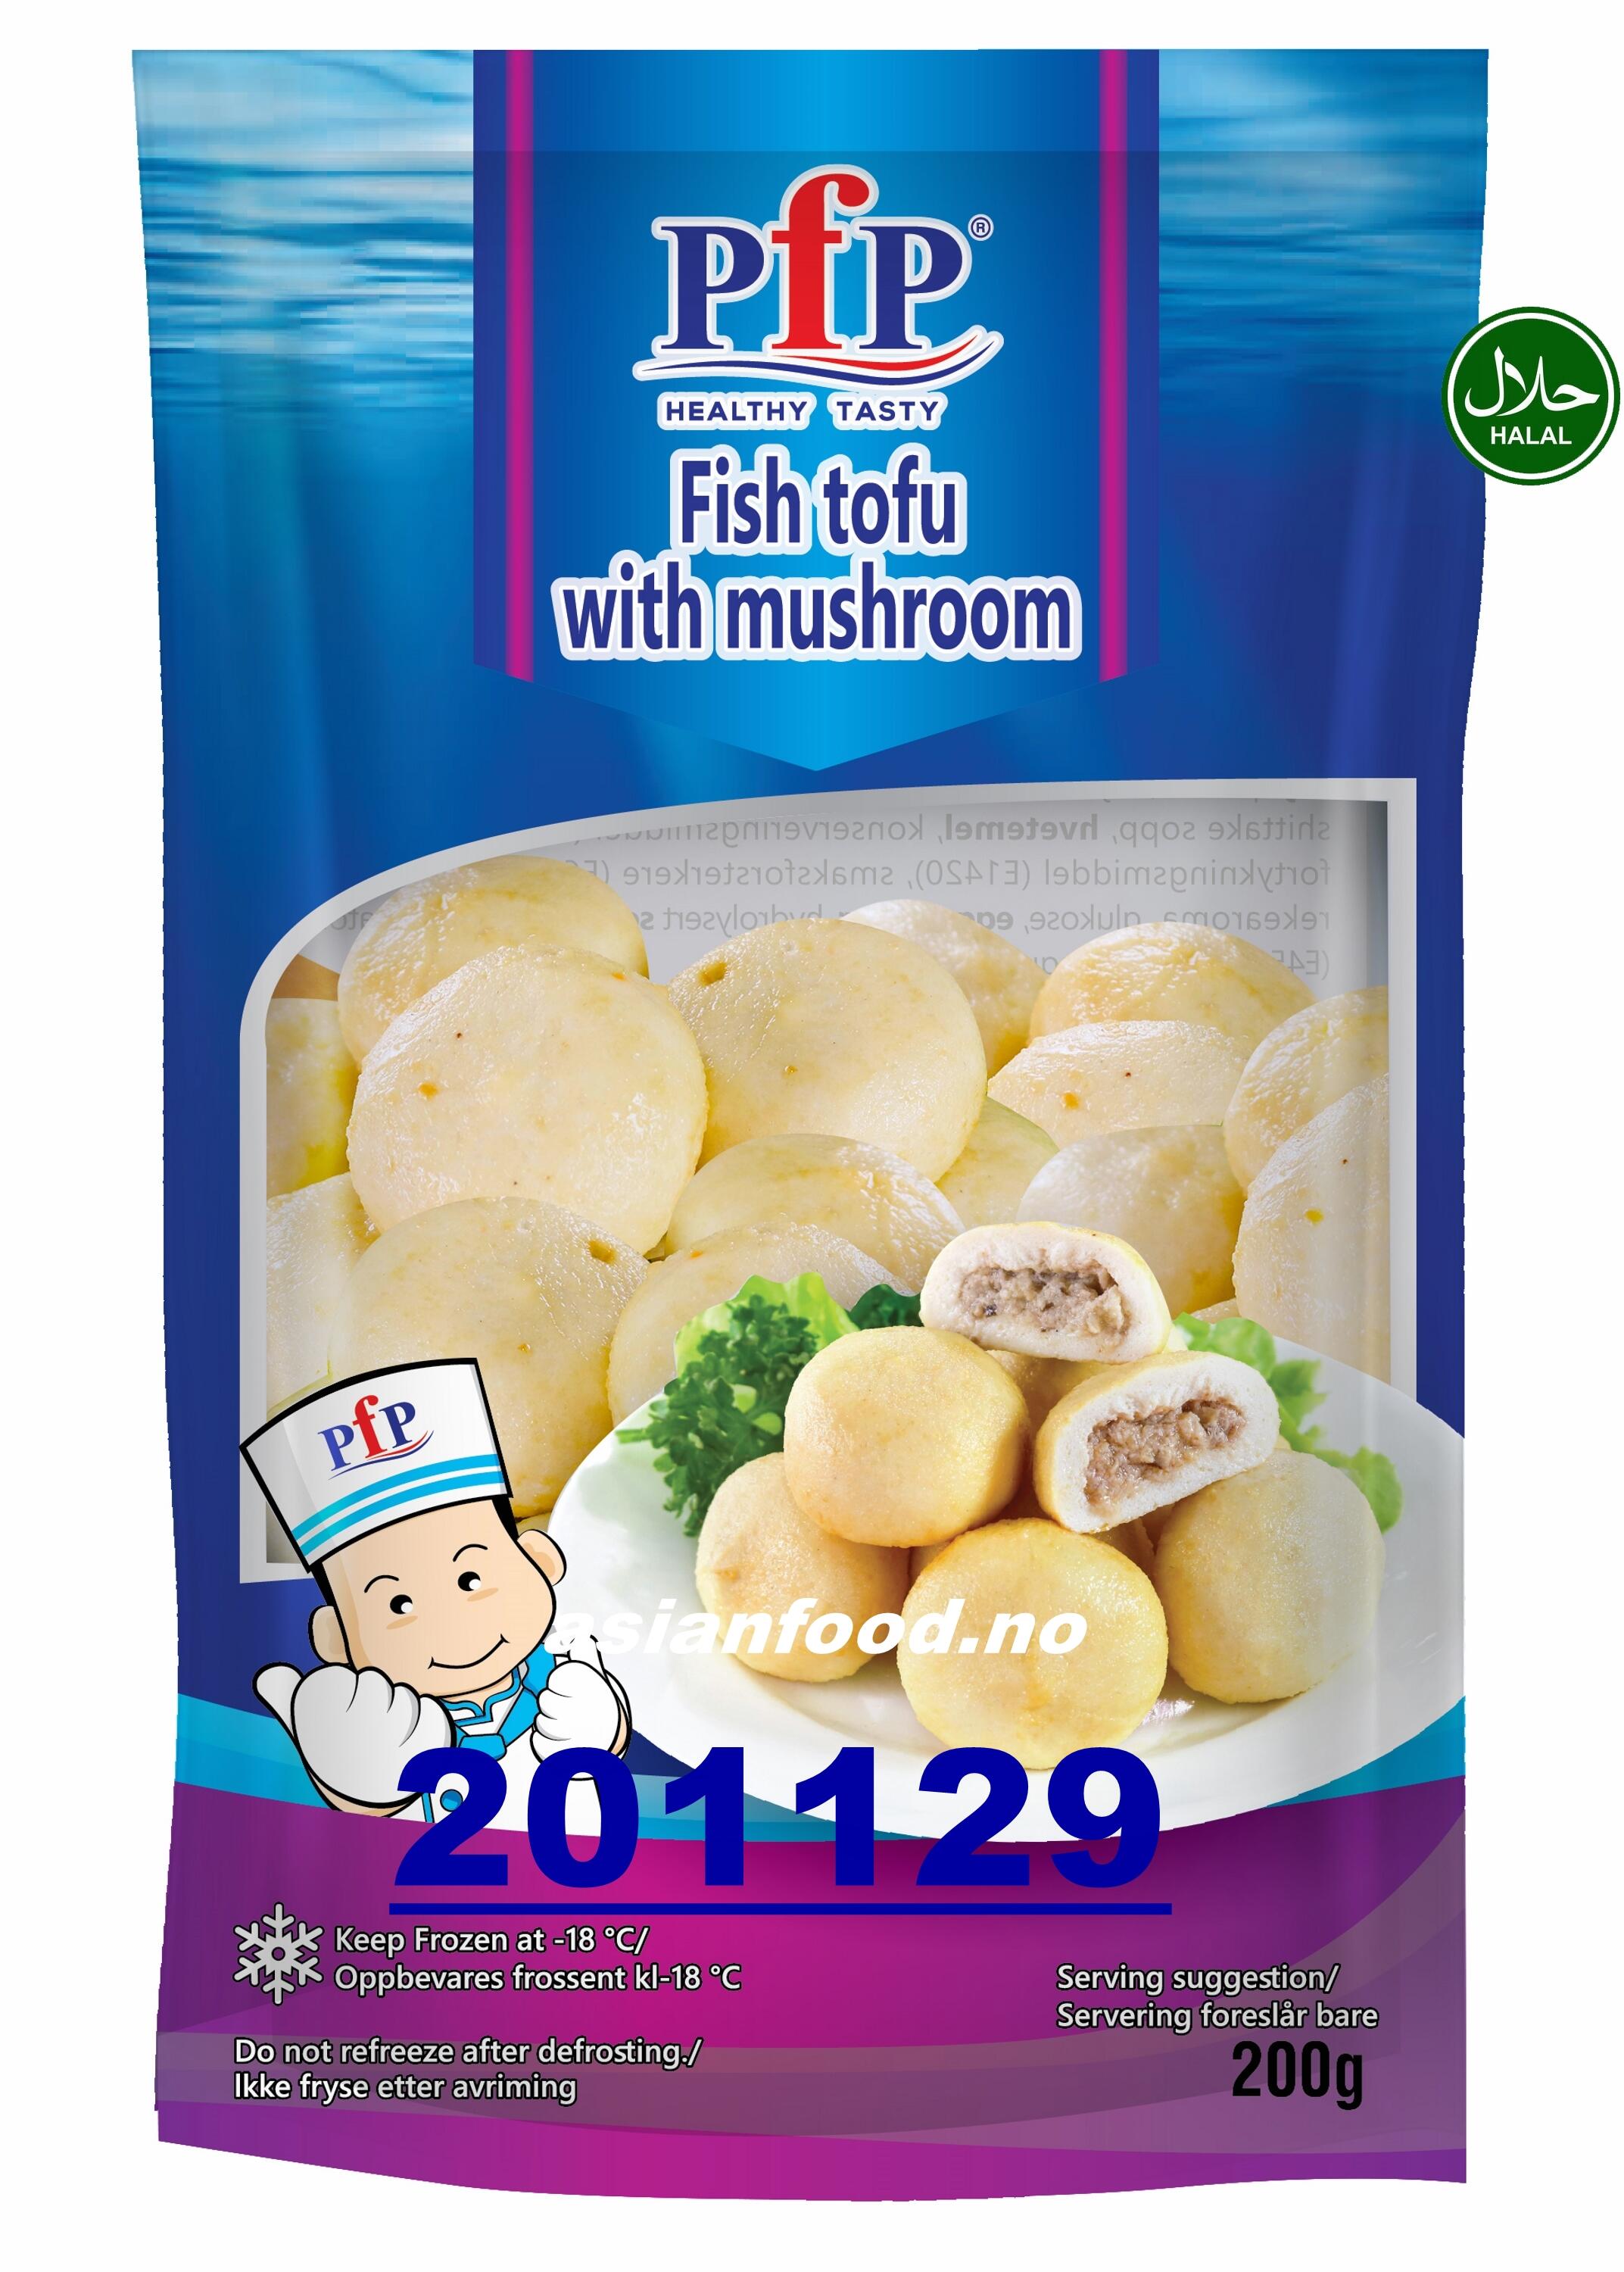 PfP®
HEALTHY TASTY
Fish tofu
with mushroom
حلال
HALAL
shittake sopp, hvetemel,
fortykningsmiddel (E1420), smaksforsterkere
rekearoma, glukose, hydrolysert
PfP
asianfood.no
201129
Keep Frozen at -18 °C/
Oppbevares frossent kl-18 °C
Serving suggestion/
Servering foreslår bare
Do not refreeze after defrosting./
Ikke fryse etter avriming
200g